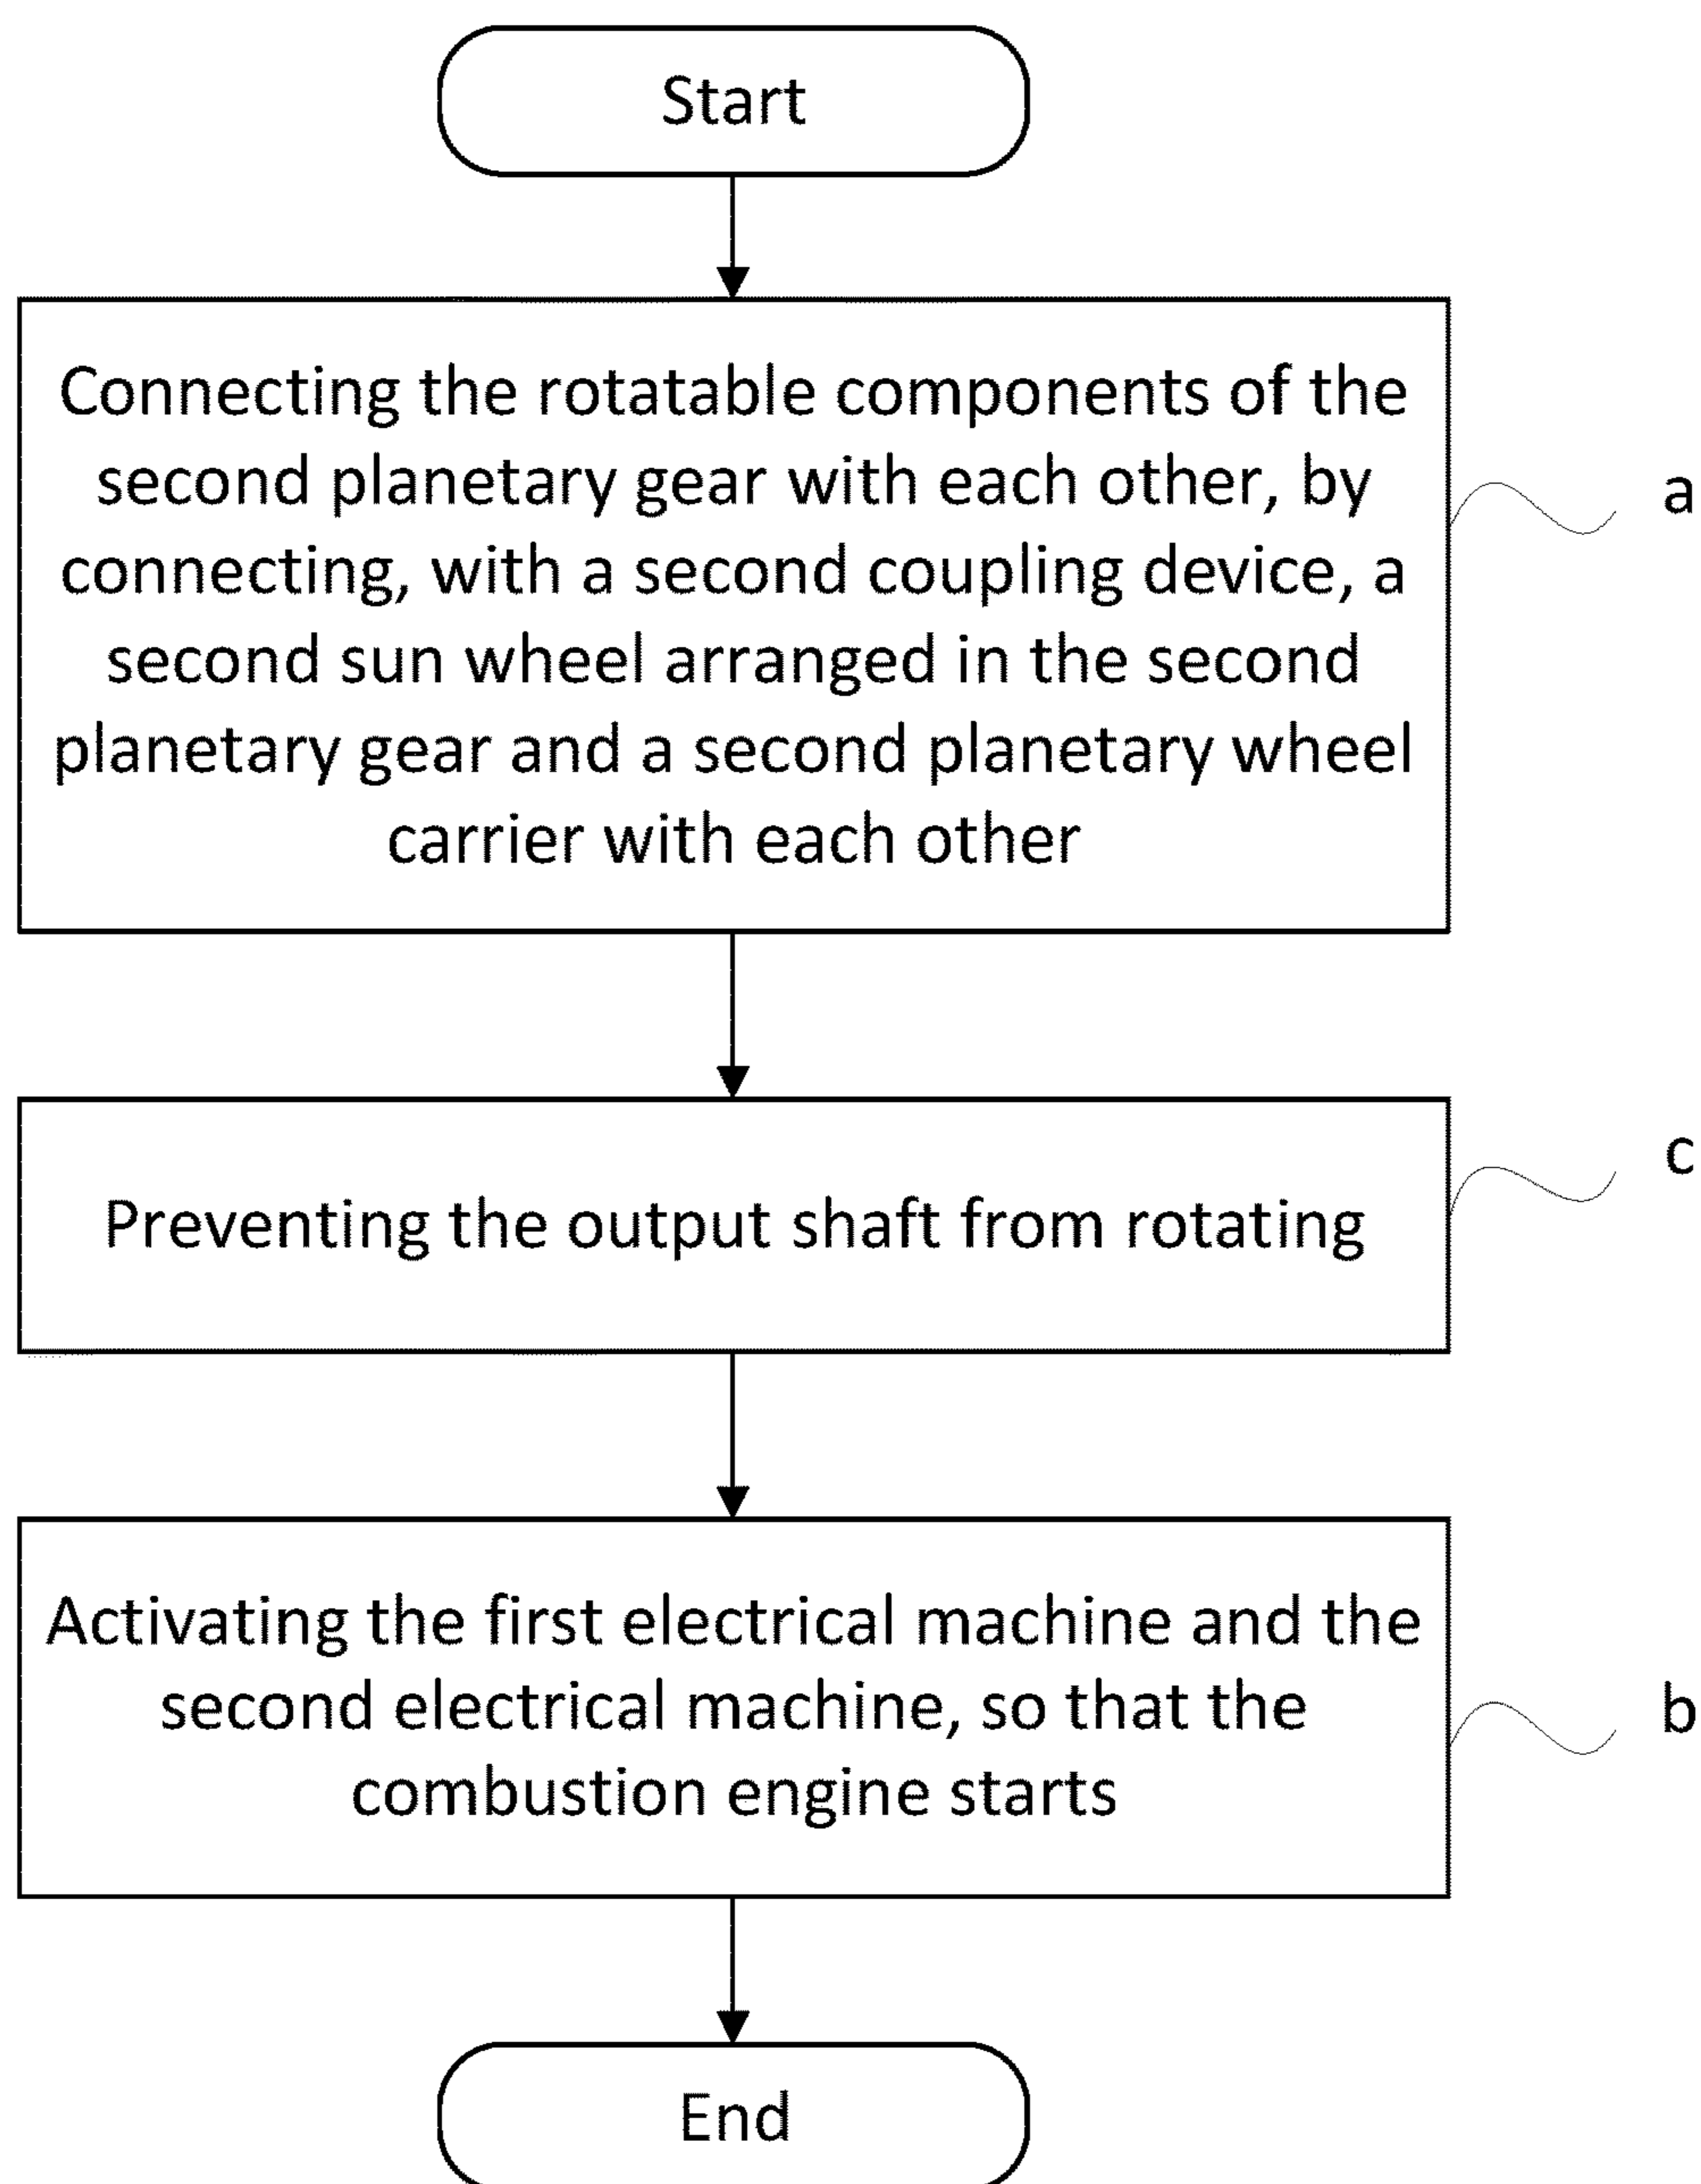 Start
Connecting the rotatable components of the
second planetary gear with each other, by
connecting, with a second coupling device, a
second sun wheel arranged in the second
planetary gear and a second planetary wheel
carrier with each other
a
Preventing the output shaft from rotating
c
Activating the first electrical machine and the
second electrical machine, so that the
combustion engine starts
b
End